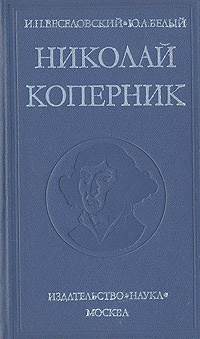 И.Н.ВЕСЕЛОВСКИЙ•Ю.А.БЕЛЫЙ
НИКОЛАЙ
КОПЕРНИК
ИЗДАТЕЛЬСТВО•НАУКА•
МОСКВА